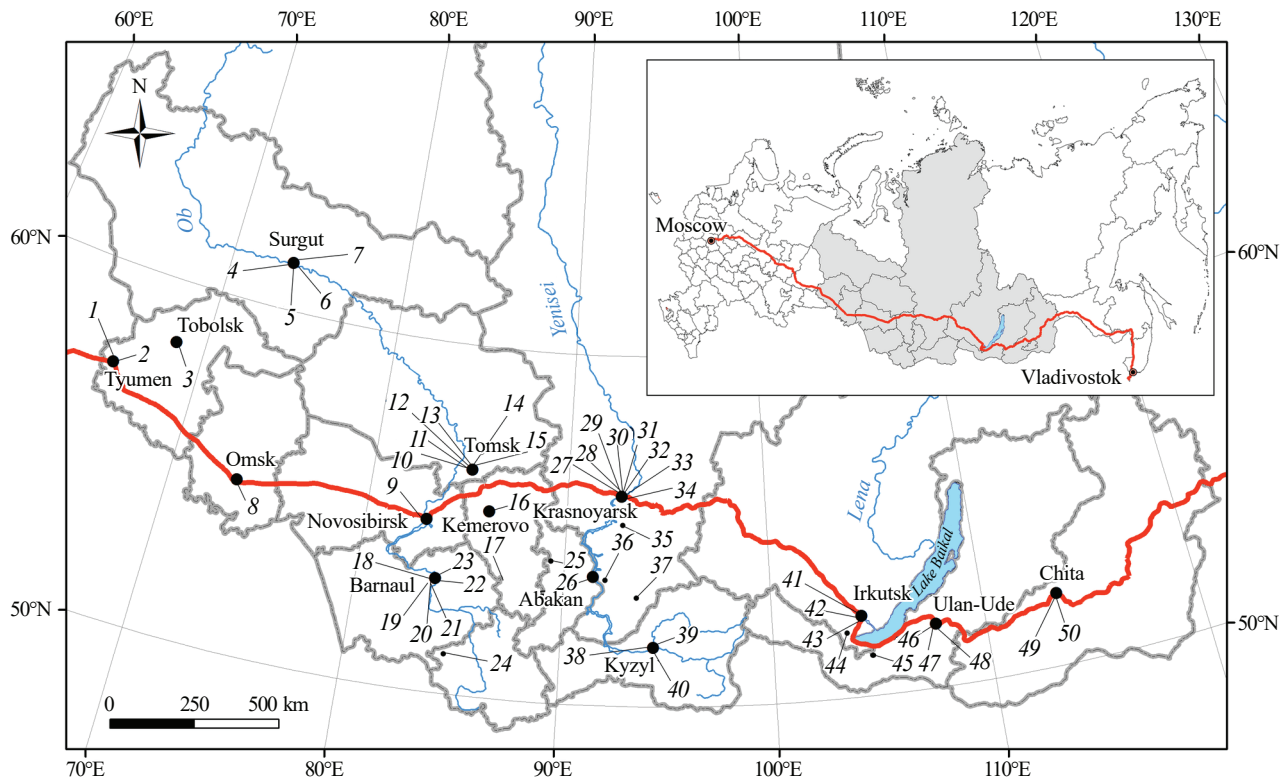 60°E 70°E 80°E 90°E 100°E 110°E 120°E 130°E
N
60°N
60°N
50°N
50°N
70°E 80°E 90°E 100°E 110°E
Moscow
Vladivostok
Ob
Yenisei
Lena
Lake Baikal
Surgut
4 5 6 7
1 2
Tyumen
Tobolsk
3
Omsk
8
9
Novosibirsk
10 11 12 13 14 15
Tomsk
16
Kemerovo
17
18 19 20 21 22 23
Barnaul
24
25
26
Abakan
27 28 29 30 31 32 33 34
Krasnoyarsk
35
36
37
38 39 40
Kyzyl
41 42 43
Irkutsk
44
45
46 47 48
Ulan-Ude
Chita
49 50
0 250 500 km